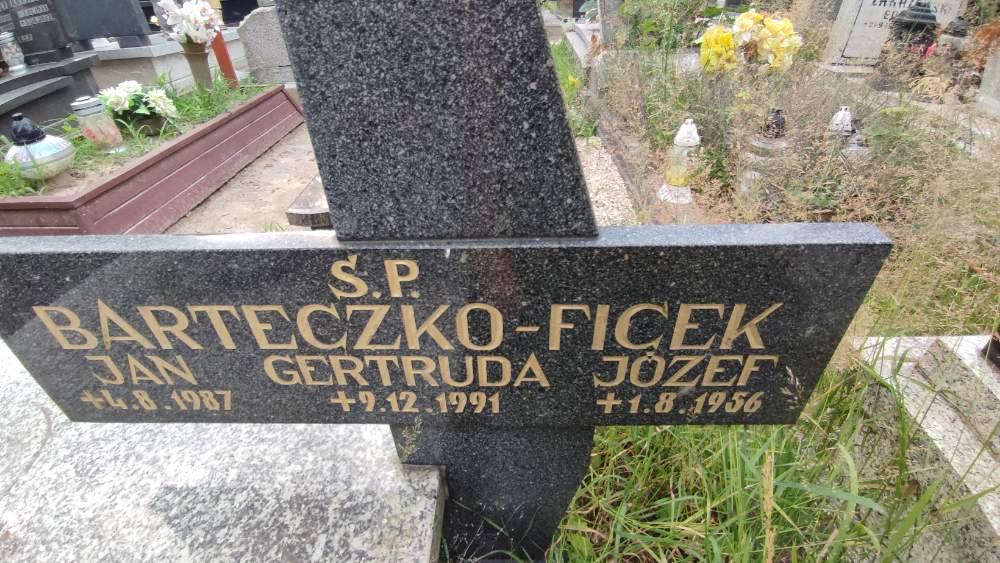 Ś.P.
BARTECZKO-FICEK
JAN GERTRUDA JÓZEF
+4.8.1987 +9.12.1991 +1.8.1956